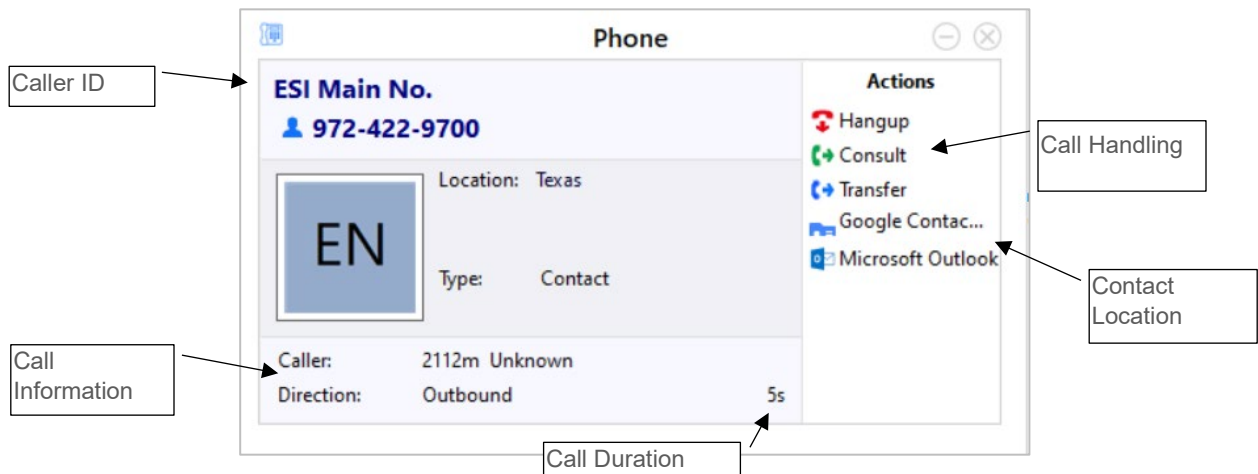 Phone
Caller ID
ESI Main No.
972-422-9700
Actions
Hangup
Consult
Transfer
Google Contac...
Microsoft Outlook
Call Handling
Contact
Location
EN
Location: Texas
Type: Contact
Call
Information
Caller: 2112m Unknown
Direction: Outbound 5s
Call Duration